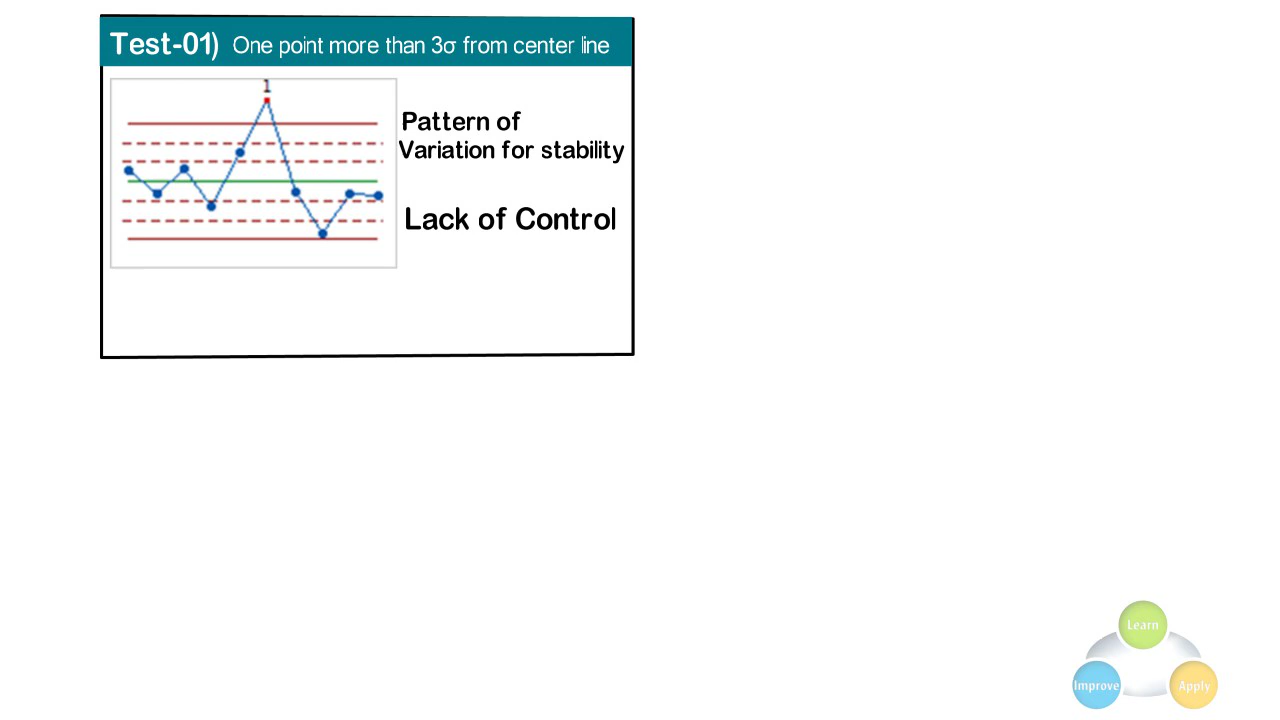 Test-01) One point more than 3σ from center line
1
Pattern of
Variation for stability
Lack of Control
Learn
Improve
Apply